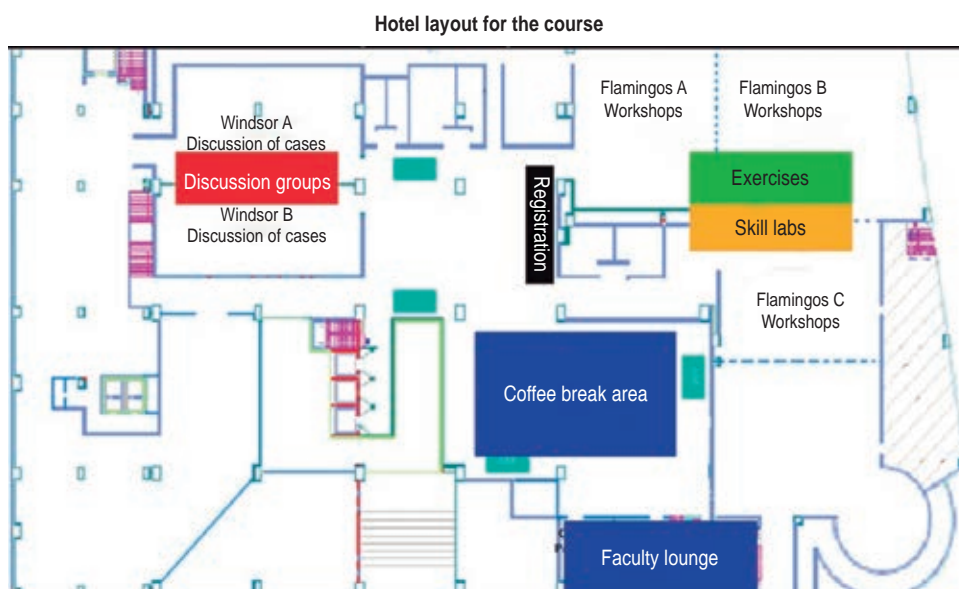 Hotel layout for the course
Flamingos A
Workshops
Flamingos B
Workshops
Windsor A
Discussion of cases
Discussion groups
Windsor B
Discussion of cases
Registration
Exercises
Skill labs
Flamingos C
Workshops
Coffee break area
Faculty lounge